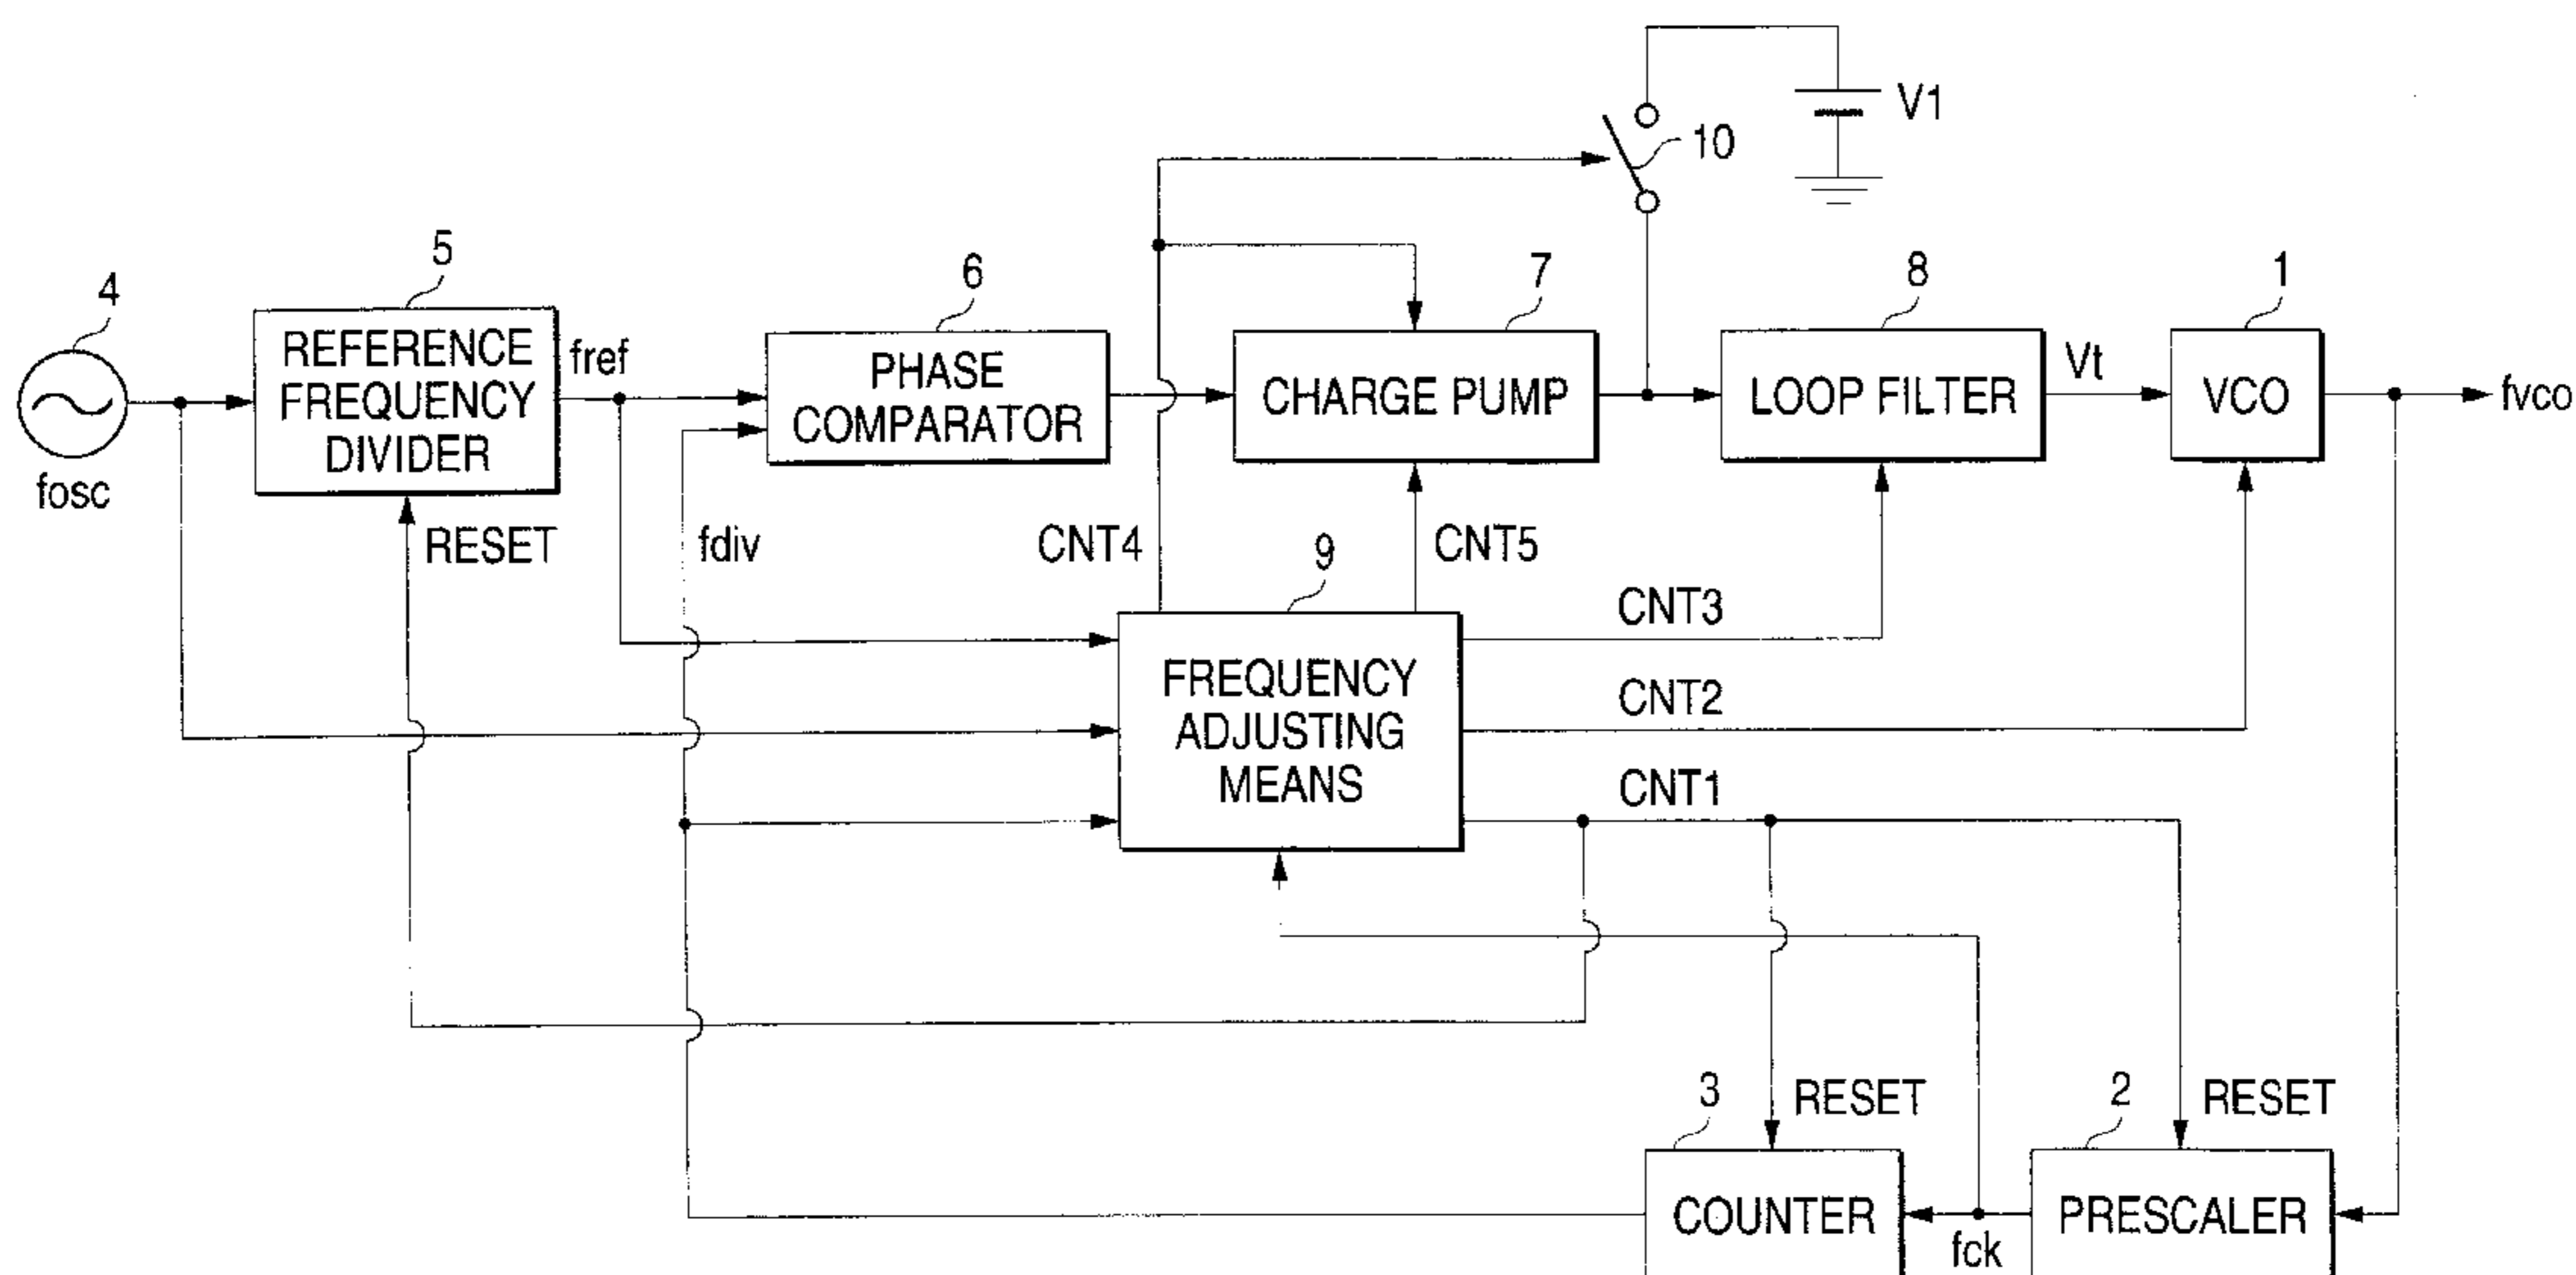 V1
10
5
6
7
8
1
4
REFERENCE
FREQUENCY
DIVIDER
fref
PHASE
COMPARATOR
CHARGE PUMP
LOOP FILTER
Vt
VCO
fvco
fosc
RESET
fdiv
CNT4
9
CNT5
CNT3
FREQUENCY
ADJUSTING
MEANS
CNT2
CNT1
3
RESET
2
RESET
COUNTER
fck
PRESCALER